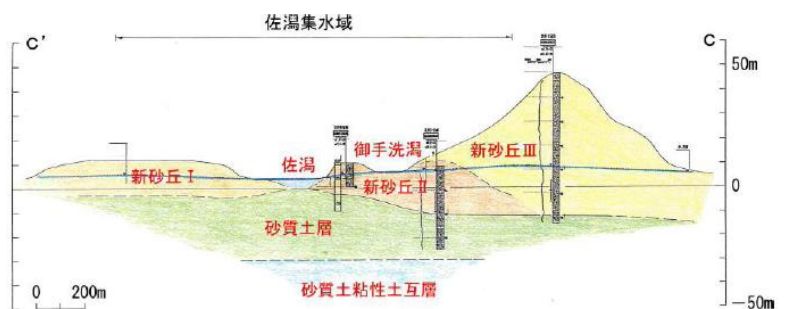 佐潟集水域
C'
C
50m
御手洗潟
佐潟
新砂丘Ⅲ
新砂丘Ⅰ
新砂丘Ⅱ
0
砂質土層
砂質土粘性土互層
0 200m
−50m